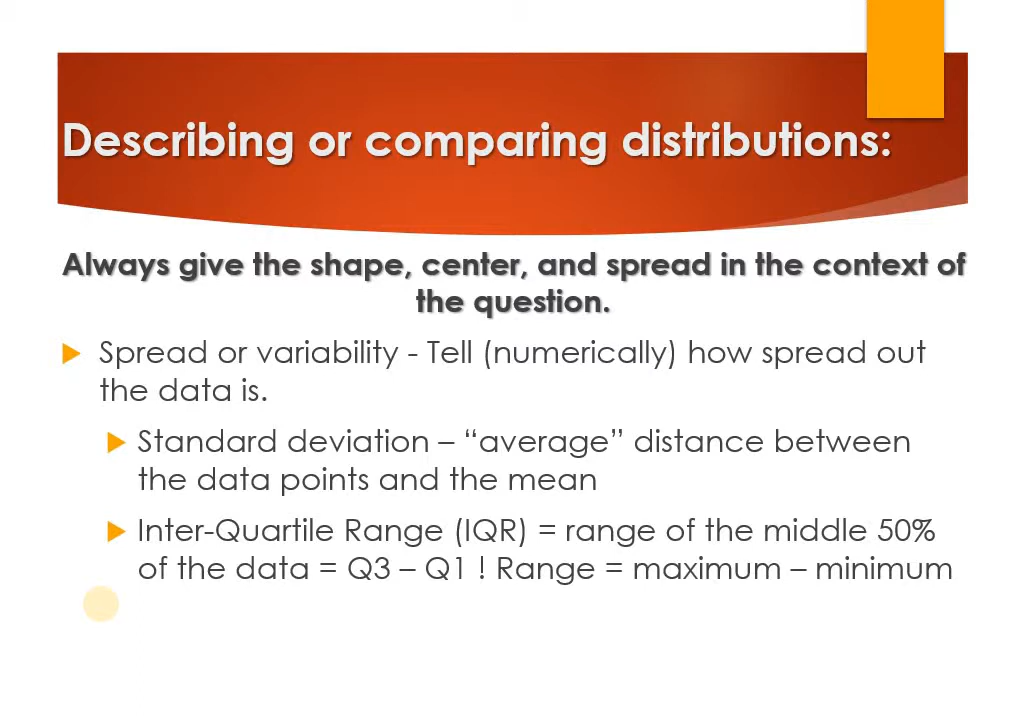 Describing or comparing distributions:
Always give the shape, center, and spread in the context of
the question.
Spread or variability - Tell (numerically) how spread out
the data is.
Standard deviation – “average” distance between
the data points and the mean
Inter-Quartile Range (IQR) = range of the middle 50%
of the data = Q3 – Q1 ! Range = maximum – minimum